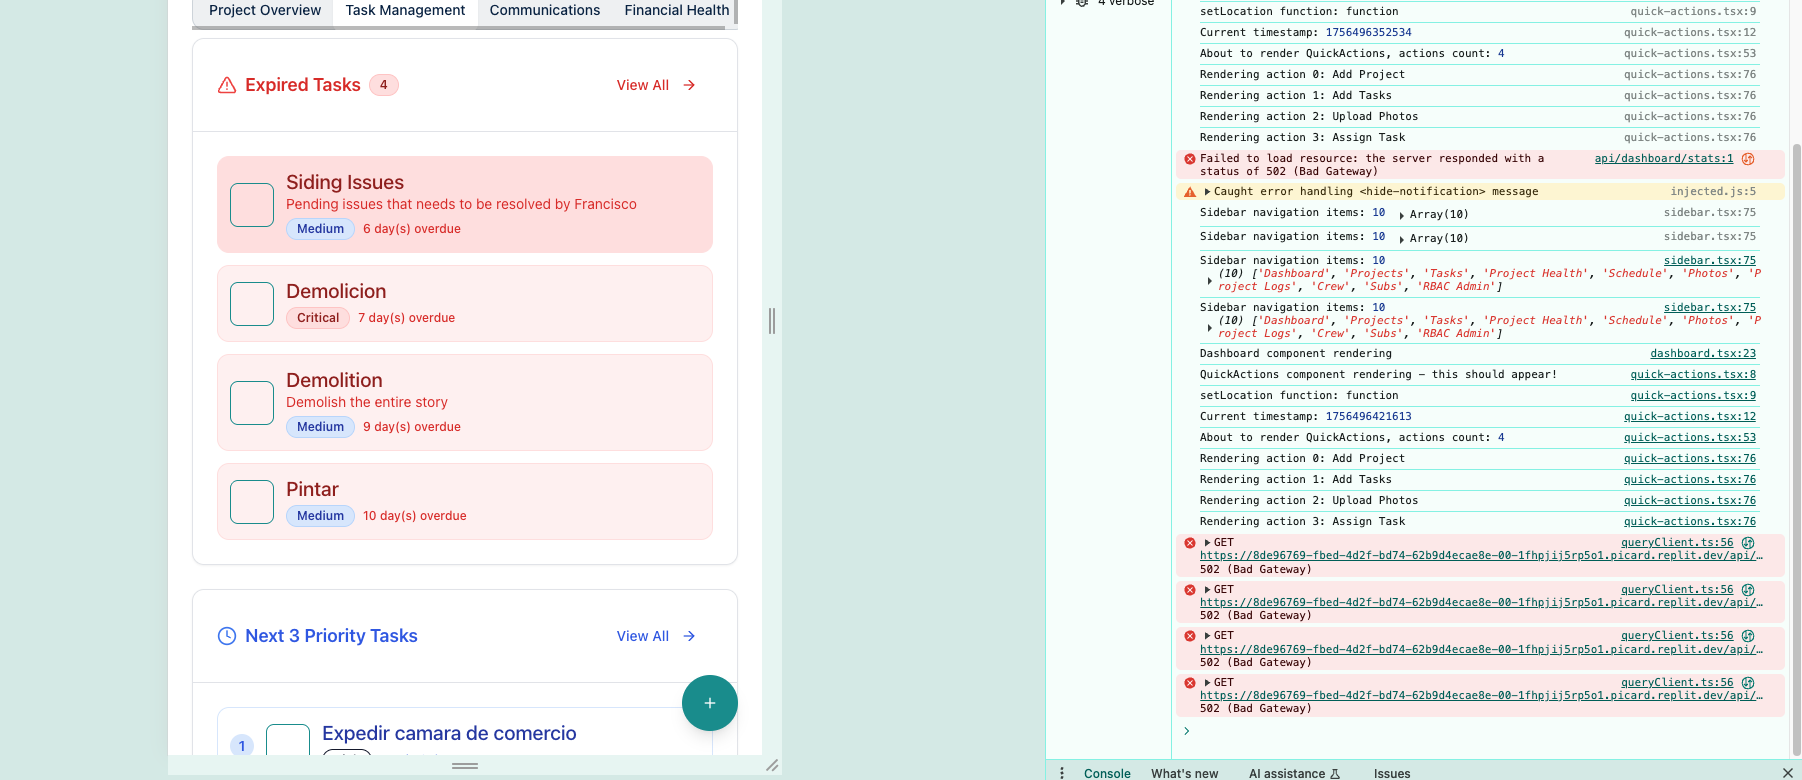 Project Overview
Task Management
Communications
Financial Health
Expired Tasks 4
View All →
Siding Issues
Pending issues that needs to be resolved by Francisco
Medium 6 day(s) overdue
Demolicion
Critical 7 day(s) overdue
Demolition
Demolish the entire story
Medium 9 day(s) overdue
Pintar
Medium 10 day(s) overdue
Next 3 Priority Tasks
View All →
+
1 Expedir camara de comercio
4 verbose
setLocation function: function quick-actions.tsx:9
Current timestamp: 1756496352534 quick-actions.tsx:12
About to render QuickActions, actions count: 4 quick-actions.tsx:53
Rendering action 0: Add Project quick-actions.tsx:76
Rendering action 1: Add Tasks quick-actions.tsx:76
Rendering action 2: Upload Photos quick-actions.tsx:76
Rendering action 3: Assign Task quick-actions.tsx:76
Failed to load resource: the server responded with a api/dashboard/stats:1
status of 502 (Bad Gateway)
Caught error handling <hide-notification> message injected.js:5
Sidebar navigation items: 10 Array(10) sidebar.tsx:75
Sidebar navigation items: 10 Array(10) sidebar.tsx:75
Sidebar navigation items: 10 sidebar.tsx:75
(10) ['Dashboard', 'Projects', 'Tasks', 'Project Health', 'Schedule', 'Photos', 'P
roject Logs', 'Crew', 'Subs', 'RBAC Admin']
Sidebar navigation items: 10 sidebar.tsx:75
(10) ['Dashboard', 'Projects', 'Tasks', 'Project Health', 'Schedule', 'Photos', 'P
roject Logs', 'Crew', 'Subs', 'RBAC Admin']
Dashboard component rendering dashboard.tsx:23
QuickActions component rendering – this should appear! quick-actions.tsx:8
setLocation function: function quick-actions.tsx:9
Current timestamp: 1756496421613 quick-actions.tsx:12
About to render QuickActions, actions count: 4 quick-actions.tsx:53
Rendering action 0: Add Project quick-actions.tsx:76
Rendering action 1: Add Tasks quick-actions.tsx:76
Rendering action 2: Upload Photos quick-actions.tsx:76
Rendering action 3: Assign Task quick-actions.tsx:76
GET queryClient.ts:56
https://8de96769-fbed-4d2f-bd74-62b9d4ecae8e-00-1fhpjij5rp5o1.picard.replit.dev/api/…
502 (Bad Gateway)
GET queryClient.ts:56
https://8de96769-fbed-4d2f-bd74-62b9d4ecae8e-00-1fhpjij5rp5o1.picard.replit.dev/api/…
502 (Bad Gateway)
GET queryClient.ts:56
https://8de96769-fbed-4d2f-bd74-62b9d4ecae8e-00-1fhpjij5rp5o1.picard.replit.dev/api/…
502 (Bad Gateway)
GET queryClient.ts:56
https://8de96769-fbed-4d2f-bd74-62b9d4ecae8e-00-1fhpjij5rp5o1.picard.replit.dev/api/…
502 (Bad Gateway)
Console
What's new
AI assistance
Issues